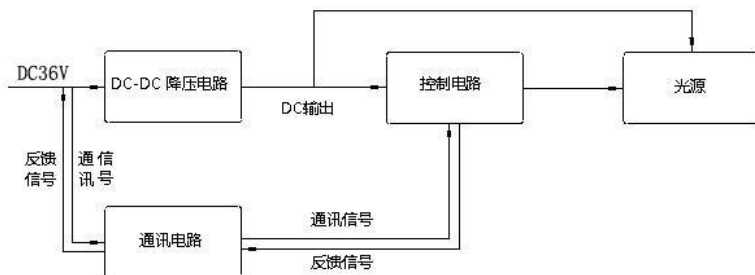 DC36V
DC-DC 降压电路
DC输出
控制电路
光源
反馈
信号
通信
讯号
通讯电路
通讯信号
反馈信号